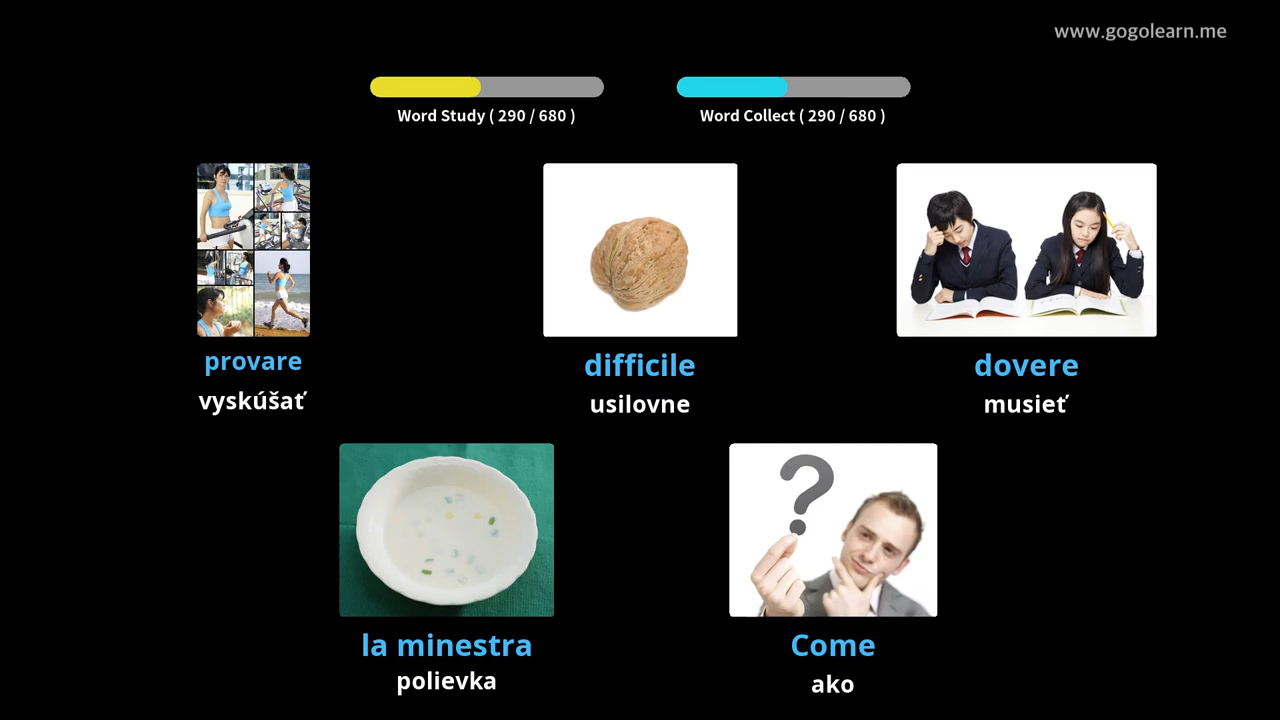 www.gogolearn.me
Word Study ( 290 / 680 )
Word Collect ( 290 / 680 )
provare
vyskúšať
difficile
usilovne
dovere
musieť
la minestra
polievka
Come
ako